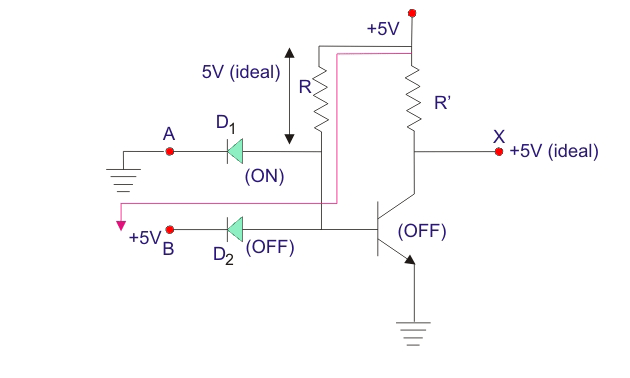 +5V
5V (ideal)
R
R’
D1
A
X
+5V (ideal)
(ON)
+5V
B
D2
(OFF)
(OFF)